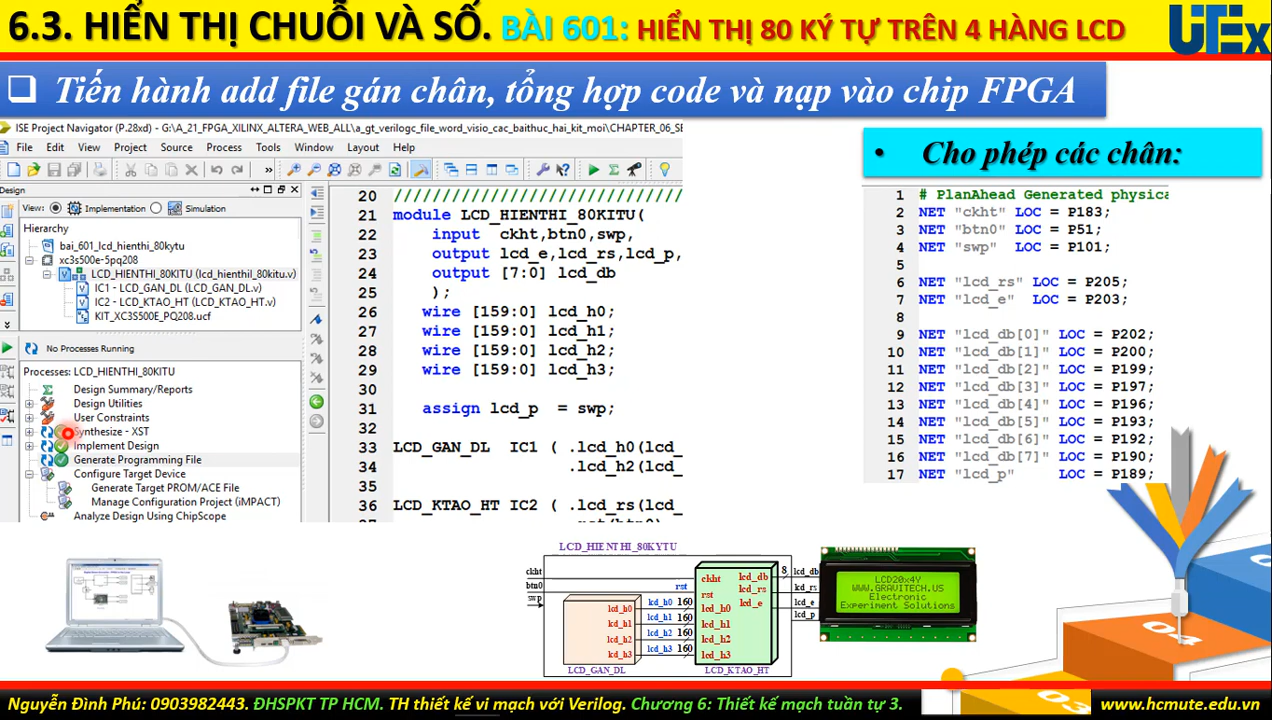 6.3. HIỂN THỊ CHUỖI VÀ SỐ. BÀI 601: HIỂN THỊ 80 KÝ TỰ TRÊN 4 HÀNG LCD
UTEx
Tiến hành add file gán chân, tổng hợp code và nạp vào chip FPGA
ISE Project Navigator (P.28xd) - G:\A_21_FPGA_XILINX_ALTERA_WEB_ALL\a_gt_verilogc_file_word_visio_cac_baithuc_hai_kit_moi\CHAPTER_06_SE
File Edit View Project Source Process Tools Window Layout Help
Design
View: Implementation Simulation
Hierarchy
bai_601_lcd_hienthi_80kytu
xc3s500e-5pq208
LCD_HIENTHI_80KITU (lcd_hienthil_80kitu.v)
IC1 - LCD_GAN_DL (LCD_GAN_DL.v)
IC2 - LCD_KTAO_HT (LCD_KTAO_HT.v)
KIT_XC3S500E_PQ208.ucf
No Processes Running
Processes: LCD_HIENTHI_80KITU
Design Summary/Reports
Design Utilities
User Constraints
Synthesize - XST
Implement Design
Generate Programming File
Configure Target Device
Generate Target PROM/ACE File
Manage Configuration Project (iMPACT)
Analyze Design Using ChipScope
20 //////////////////////////////
21 module LCD_HIENTHI_80KITU(
22 input ckht,btn0,swp,
23 output lcd_e,lcd_rs,lcd_p,
24 output [7:0] lcd_db
25 );
26 wire [159:0] lcd_h0;
27 wire [159:0] lcd_h1;
28 wire [159:0] lcd_h2;
29 wire [159:0] lcd_h3;
30
31 assign lcd_p = swp;
32
33 LCD_GAN_DL IC1 ( .lcd_h0(lcd_
34 .lcd_h2(lcd_
35
36 LCD_KTAO_HT IC2 ( .lcd_rs(lcd_
Cho phép các chân:
1 # PlanAhead Generated physica
2 NET "ckht" LOC = P183;
3 NET "btn0" LOC = P51;
4 NET "swp" LOC = P101;
5
6 NET "lcd_rs" LOC = P205;
7 NET "lcd_e" LOC = P203;
8
9 NET "lcd_db[0]" LOC = P202;
10 NET "lcd_db[1]" LOC = P200;
11 NET "lcd_db[2]" LOC = P199;
12 NET "lcd_db[3]" LOC = P197;
13 NET "lcd_db[4]" LOC = P196;
14 NET "lcd_db[5]" LOC = P193;
15 NET "lcd_db[6]" LOC = P192;
16 NET "lcd_db[7]" LOC = P190;
17 NET "lcd_p" LOC = P189;
LCD_HIENTHI_80KYTU
ckht
btn0
swp
rst
lcd_h0 160
lcd_h1 160
lcd_h2 160
lcd_h3 160
LCD_GAN_DL
ckht lcd_db
rst lcd_rs
lcd_h0 lcd_e
lcd_h1
lcd_h2
lcd_h3
LCD_KTAO_HT
8 lcd_db
lcd_rs
lcd_e
lcd_p
LCD20x4Y
WWW.GRAVITECH.US
Electronic
Experiment Solutions
04
03
Nguyễn Đình Phú: 0903982443. ĐHSPKT TP HCM. TH thiết kế vi mạch với Verilog. Chương 6: Thiết kế mạch tuần tự 3.
www.hcmute.edu.vn